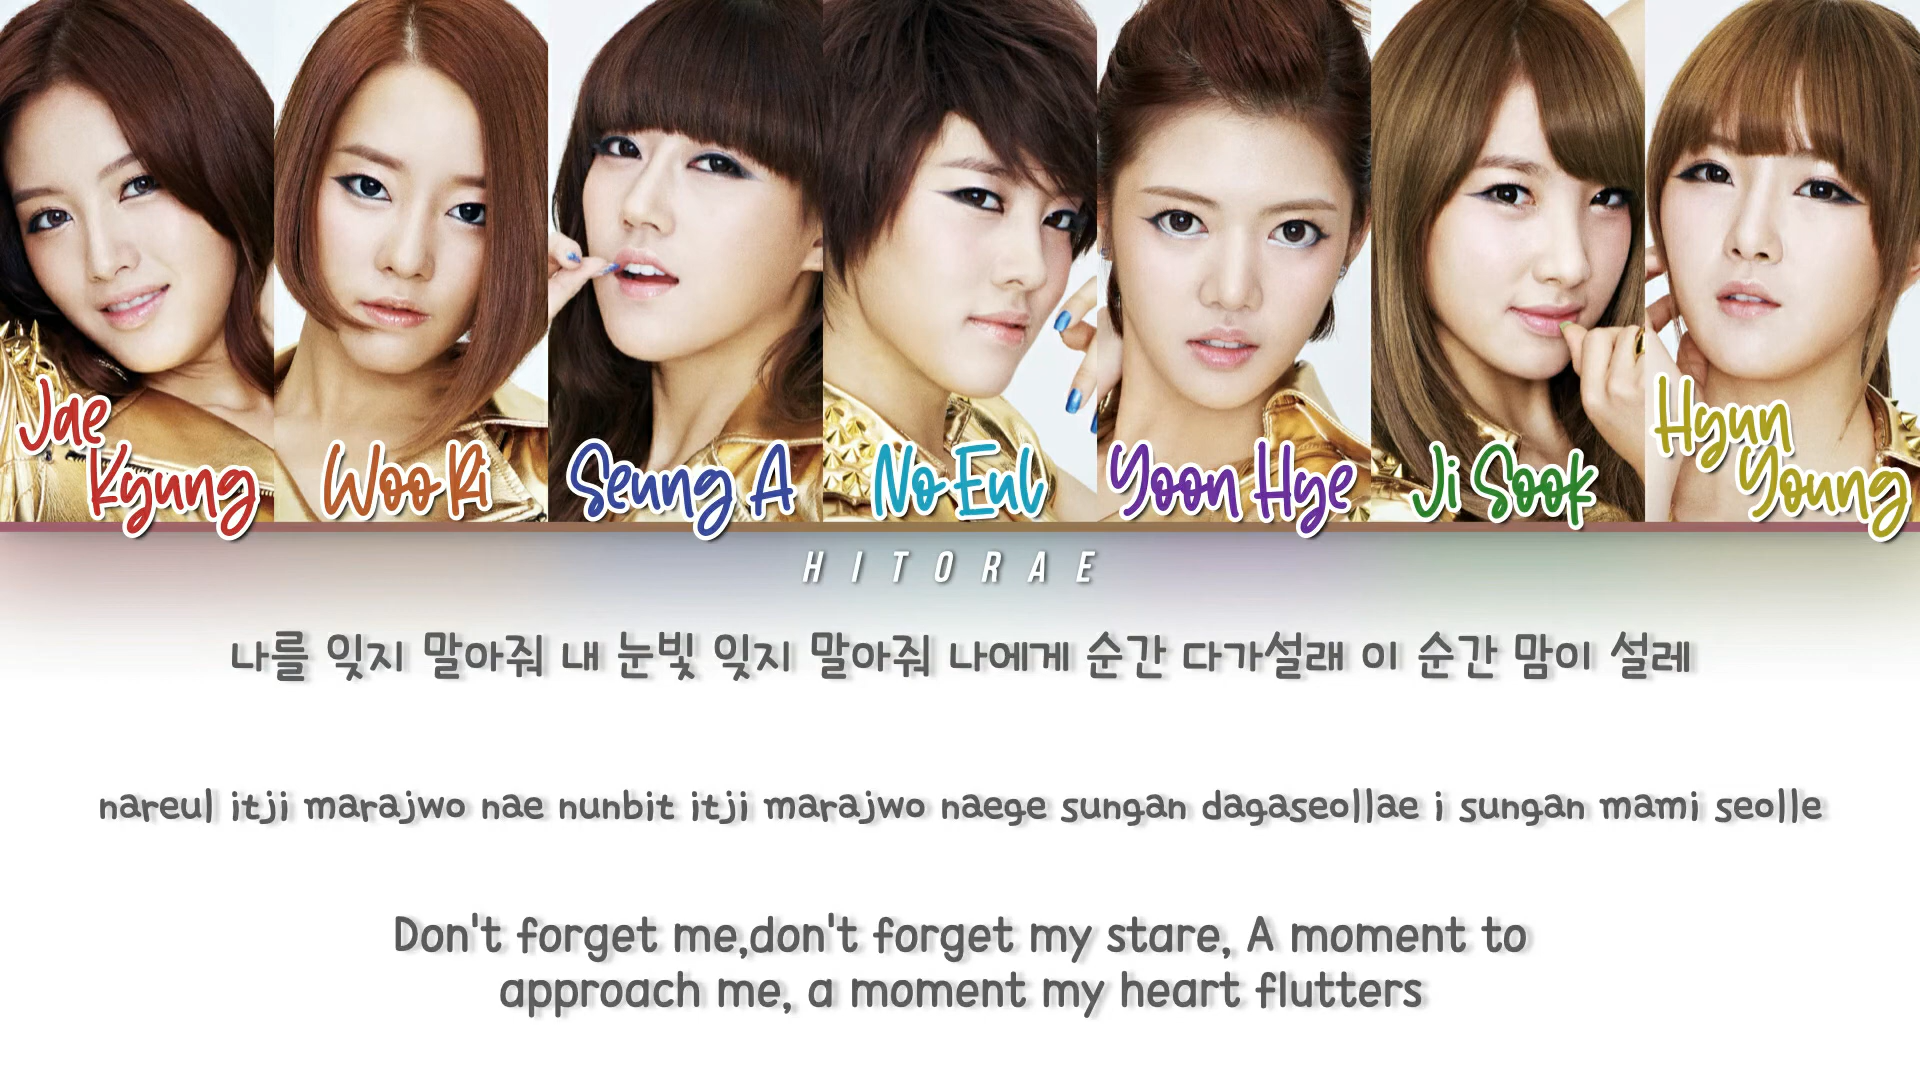 Jae
Kyung
Woo Ri
Seung A
No Eul
Yoon Hye
Ji Sook
Hyun
Young
HITORAE
나를 잊지 말아줘 내 눈빛 잊지 말아줘 나에게 순간 다가설래 이 순간 맘이 설레
nareul itji marajwo nae nunbit itji marajwo naege sungan dagaseollae i sungan mami seolle
Don't forget me,don't forget my stare, A moment to
approach me, a moment my heart flutters